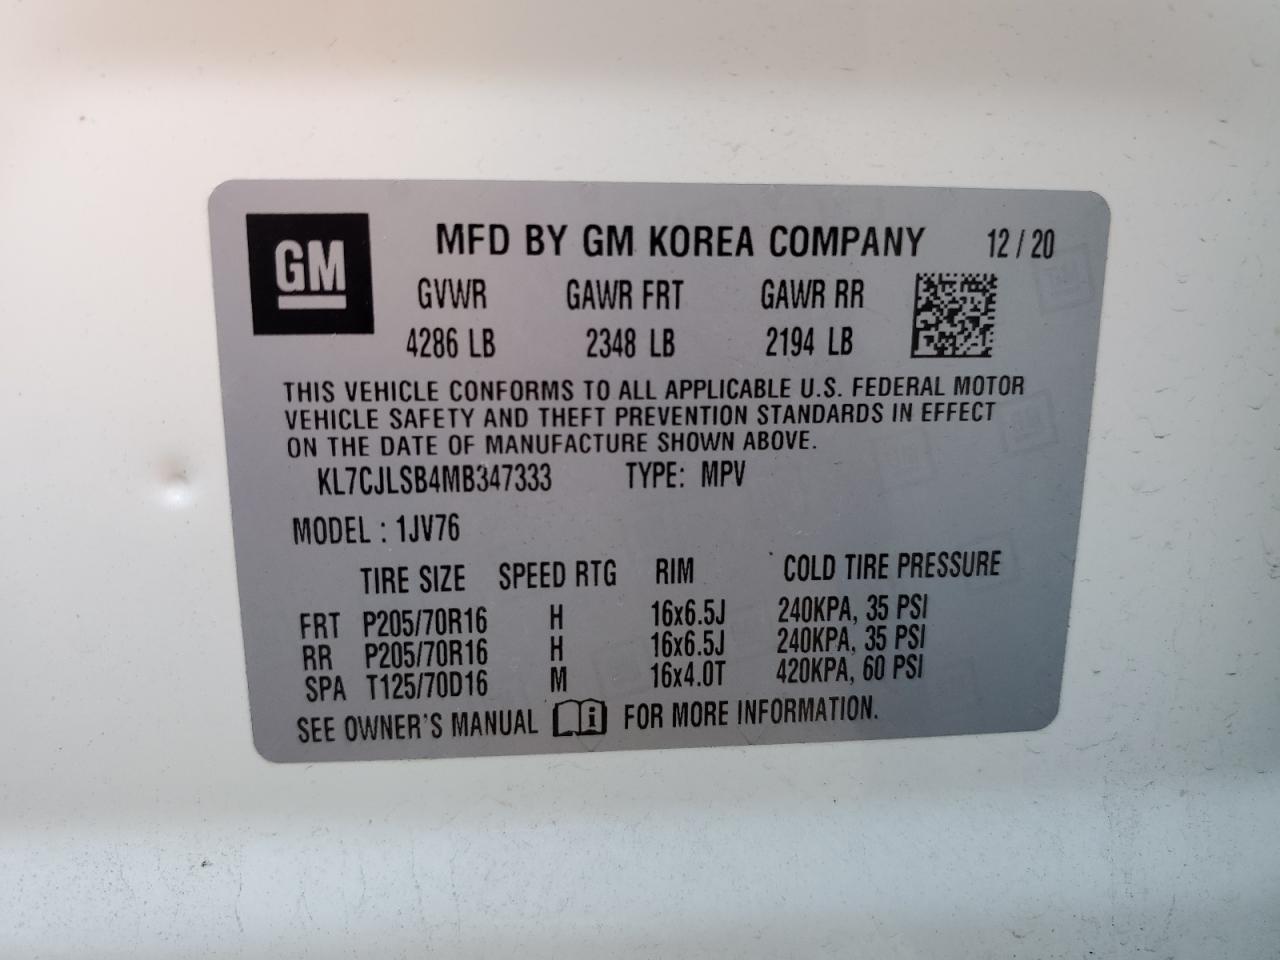 GM
MFD BY GM KOREA COMPANY 12/20
GVWR GAWR FRT GAWR RR
4286 LB 2348 LB 2194 LB
THIS VEHICLE CONFORMS TO ALL APPLICABLE U.S. FEDERAL MOTOR
VEHICLE SAFETY AND THEFT PREVENTION STANDARDS IN EFFECT
ON THE DATE OF MANUFACTURE SHOWN ABOVE.
KL7CJLSB4MB347333 TYPE: MPV
MODEL : 1JV76
TIRE SIZE SPEED RTG RIM COLD TIRE PRESSURE
FRT P205/70R16 H 16x6.5J 240KPA, 35 PSI
RR P205/70R16 H 16x6.5J 240KPA, 35 PSI
SPA T125/70D16 M 16x4.0T 420KPA, 60 PSI
SEE OWNER'S MANUAL i FOR MORE INFORMATION.